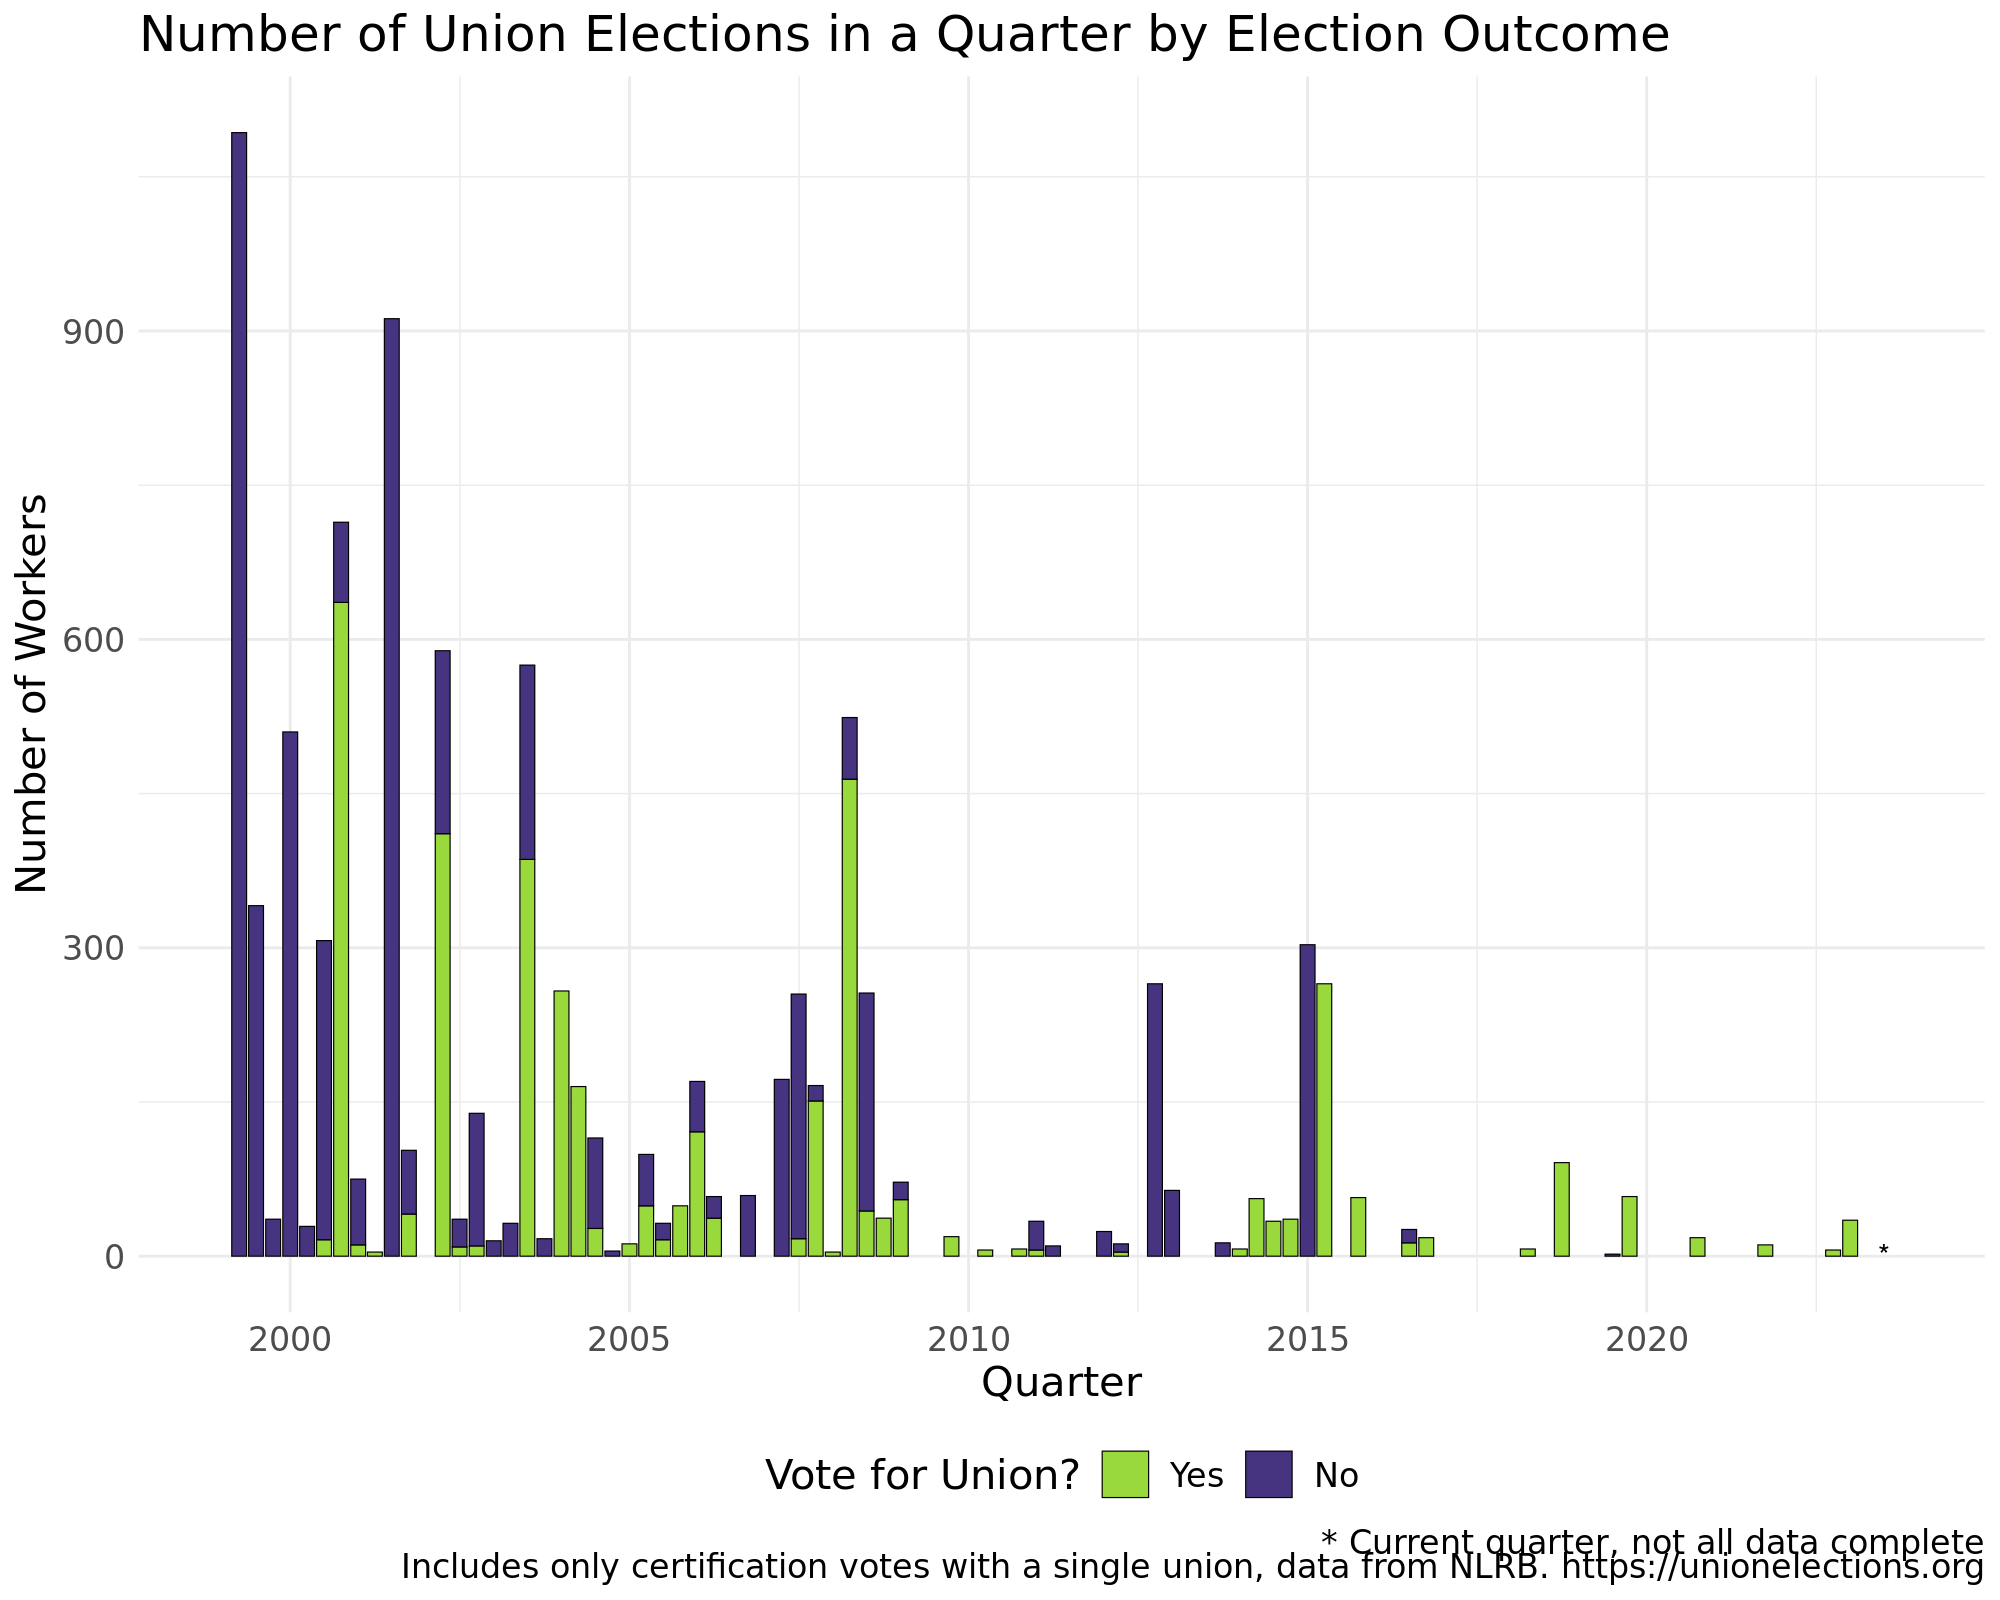 Number of Union Elections in a Quarter by Election Outcome
Number of Workers
900
600
300
0
*
2000 2005 2010 2015 2020
Quarter
Vote for Union? Yes No
* Current quarter, not all data complete
Includes only certification votes with a single union, data from NLRB. https://unionelections.org